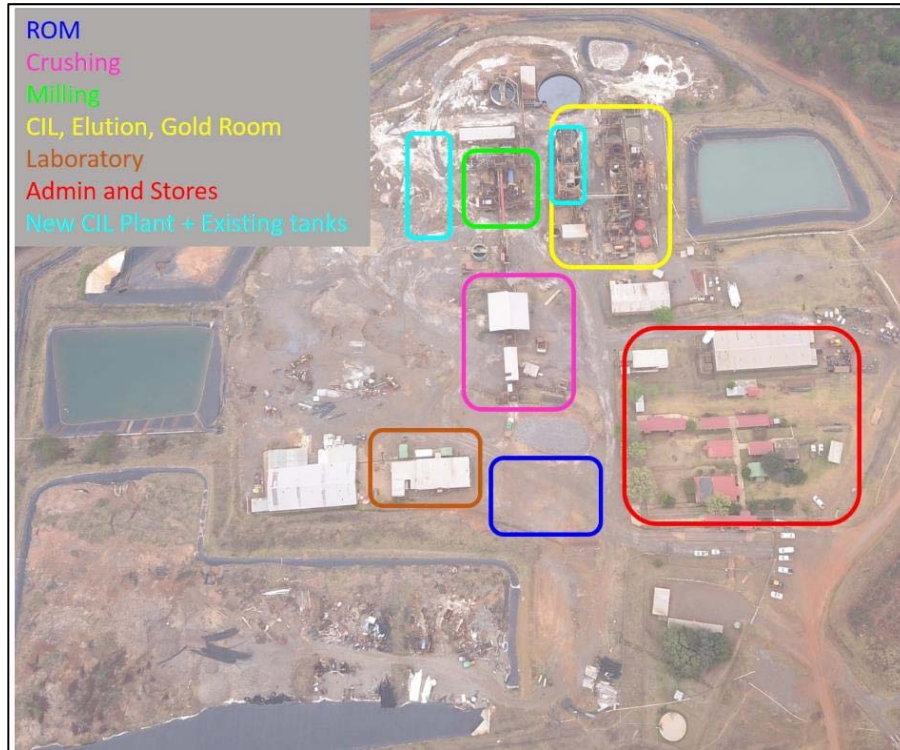 ROM
Crushing
Milling
CIL, Elution, Gold Room
Laboratory
Admin and Stores
New CIL Plant + Existing tanks